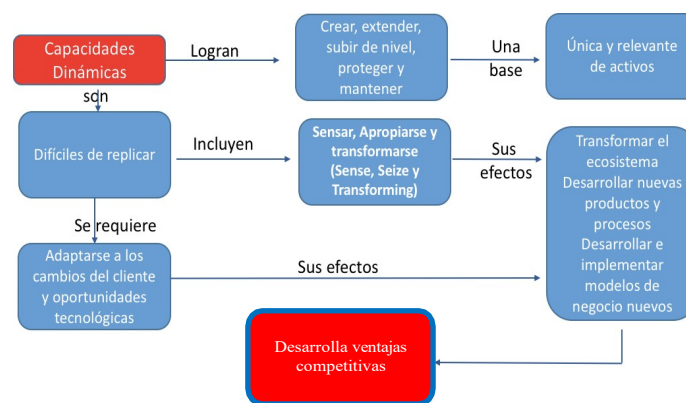 Capacidades
Dinámicas
Logran
Crear, extender,
subir de nivel,
proteger y
mantener
Una
base
Única y relevante
de activos
son
Difíciles de replicar
Incluyen
Sensar, Apropiarse y
transformarse
(Sense, Seize y
Transforming)
Sus
efectos
Transformar el
ecosistema
Desarrollar nuevas
productos y
procesos
Desarrollar e
implementar
modelos de
negocio nuevos
Se requiere
Adaptarse a los
cambios del cliente
y oportunidades
tecnológicas
Sus efectos
Desarrolla ventajas
competitivas